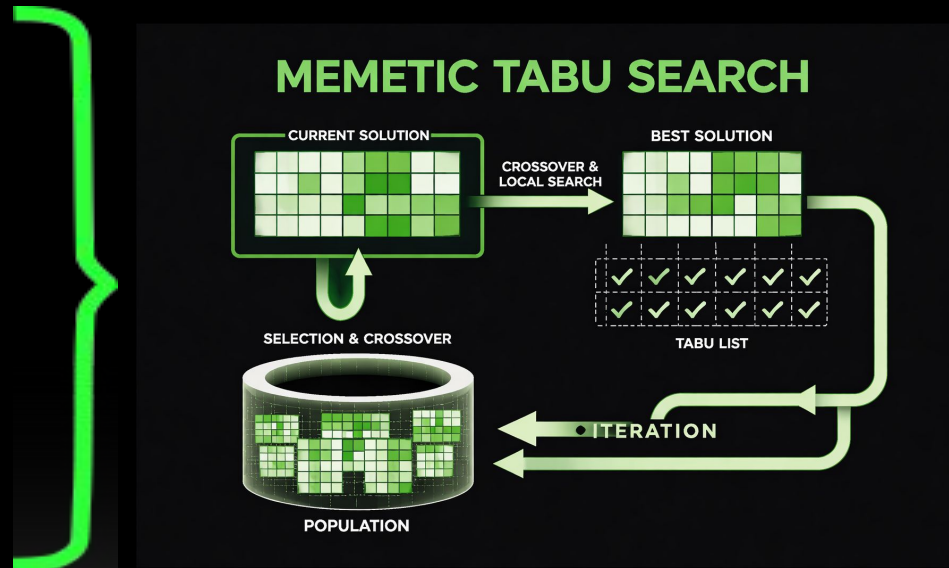 MEMETIC TABU SEARCH
CURRENT SOLUTION
BEST SOLUTION
CROSSOVER &
LOCAL SEARCH
TABU LIST
SELECTION & CROSSOVER
ITERATION
POPULATION